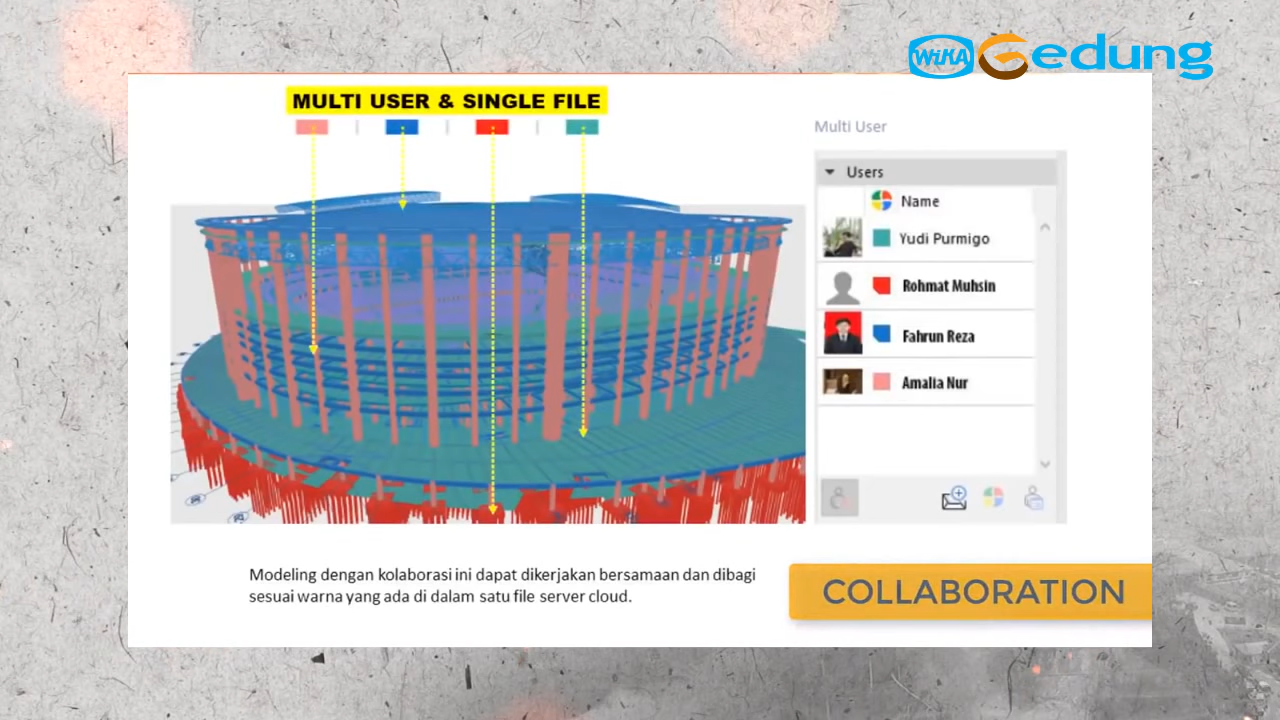 WIKA Gedung
MULTI USER & SINGLE FILE
Multi User
Users
Name
Yudi Purmigo
Rohmat Muhsin
Fahrun Reza
Amalia Nur
Modeling dengan kolaborasi ini dapat dikerjakan bersamaan dan dibagi
sesuai warna yang ada di dalam satu file server cloud.
COLLABORATION